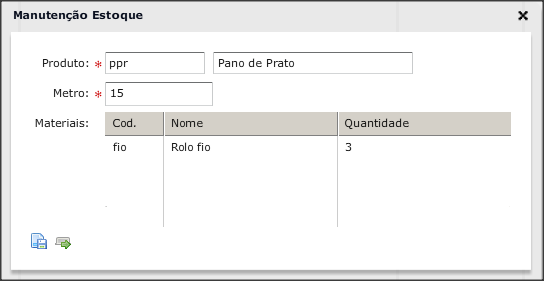 Manutenção Estoque
Produto: * ppr Pano de Prato
Metro: * 15
Materiais: Cod. Nome Quantidade
fio Rolo fio 3